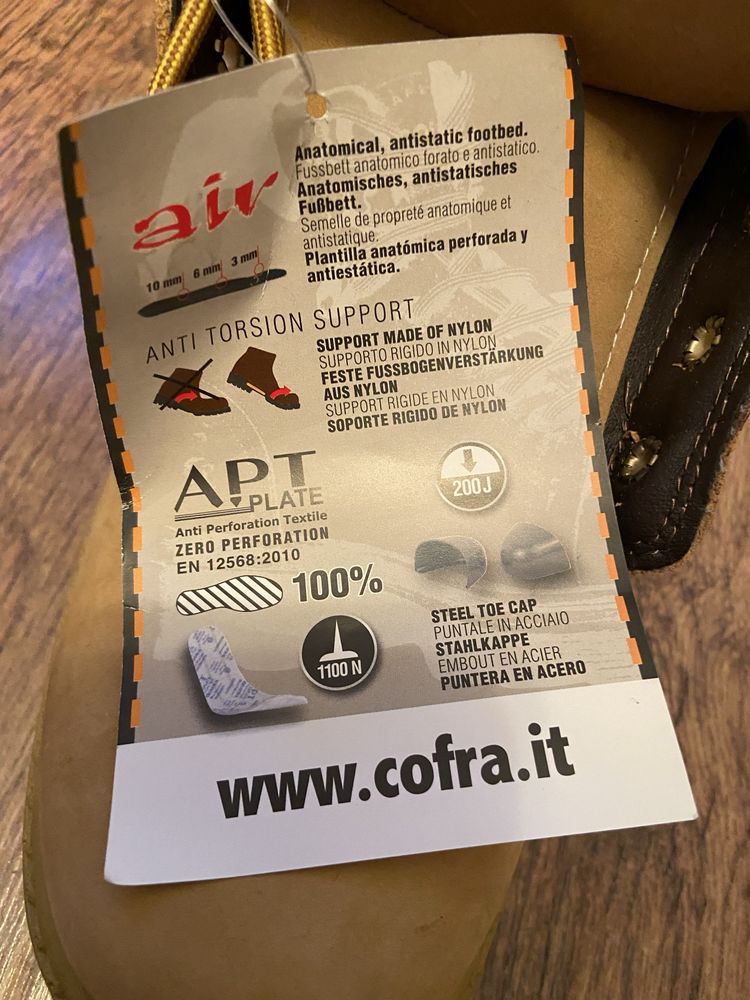 air
10 mm 6 mm 3 mm
Anatomical, antistatic footbed.
Fussbett anatomico forato e antistatico.
Anatomisches, antistatisches
Fußbett.
Semelle de propreté anatomique et
antistatique.
Plantilla anatómica perforada y
antiestática.
ANTI TORSION SUPPORT
SUPPORT MADE OF NYLON
SUPPORTO RIGIDO IN NYLON
FESTE FUSSBOGENVERSTÄRKUNG
AUS NYLON
SUPPORT RIGIDE EN NYLON
SOPORTE RIGIDO DE NYLON
APT
PLATE
Anti Perforation Textile
ZERO PERFORATION
EN 12568:2010
100%
1100 N
200 J
STEEL TOE CAP
PUNTALE IN ACCIAIO
STAHLKAPPE
EMBOUT EN ACIER
PUNTERA EN ACERO
www.cofra.it